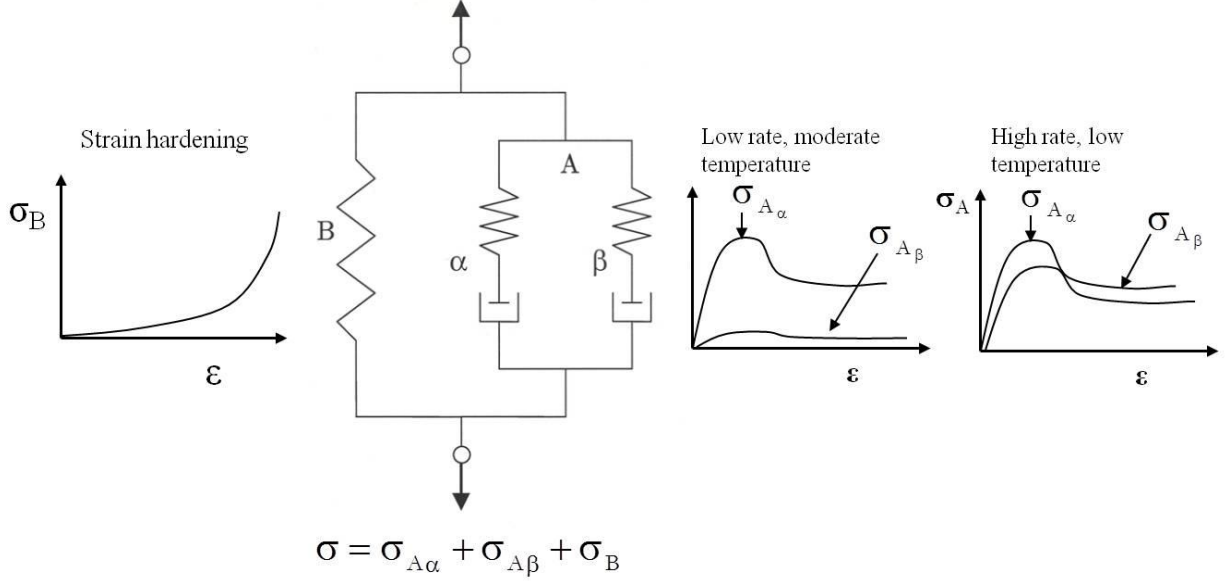 Strain hardening
σB
ε
B
A
α
β
σ = σAα + σAβ + σB
Low rate, moderate
temperature
σAα
σAβ
ε
High rate, low
temperature
σA
σAα
σAβ
ε